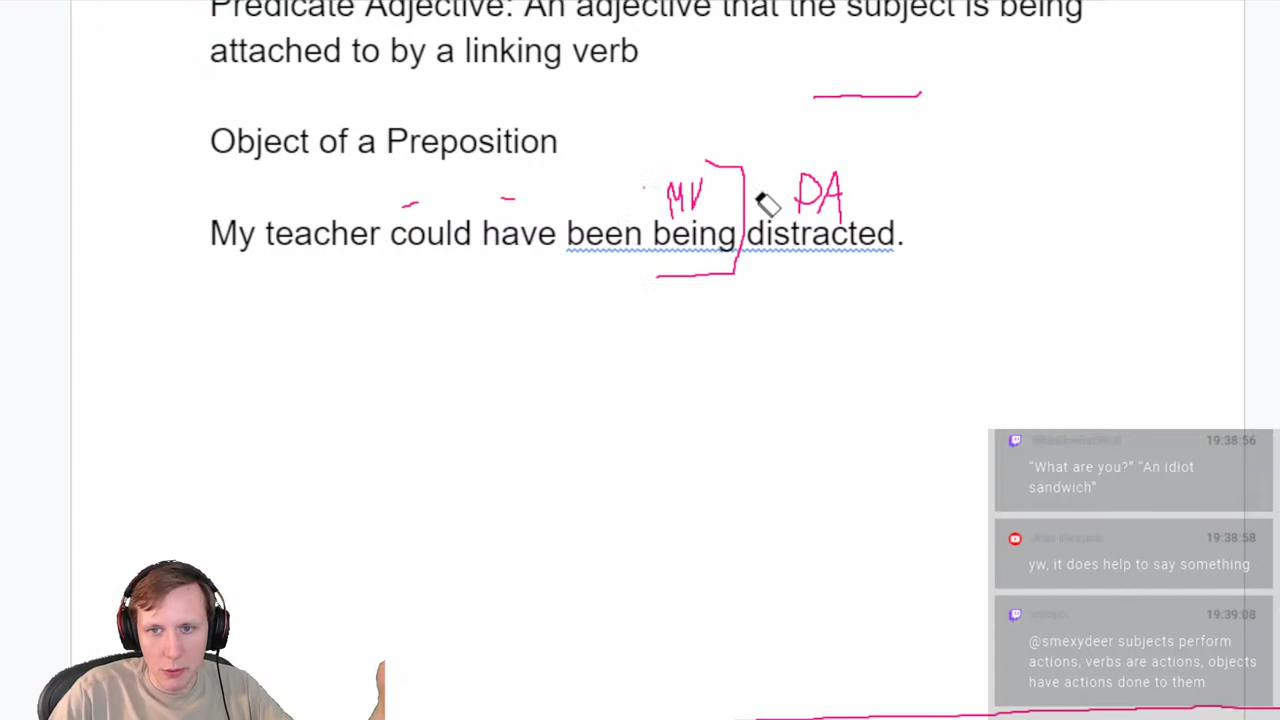 Predicate Adjective: An adjective that the subject is being
attached to by a linking verb
Object of a Preposition
MV
DA
My teacher could have been being distracted.
19:38:56
"What are you?" "An idiot
sandwich"
19:38:58
yw, it does help to say something
19:39:08
@smexydeer subjects perform
actions, verbs are actions, objects
have actions done to them